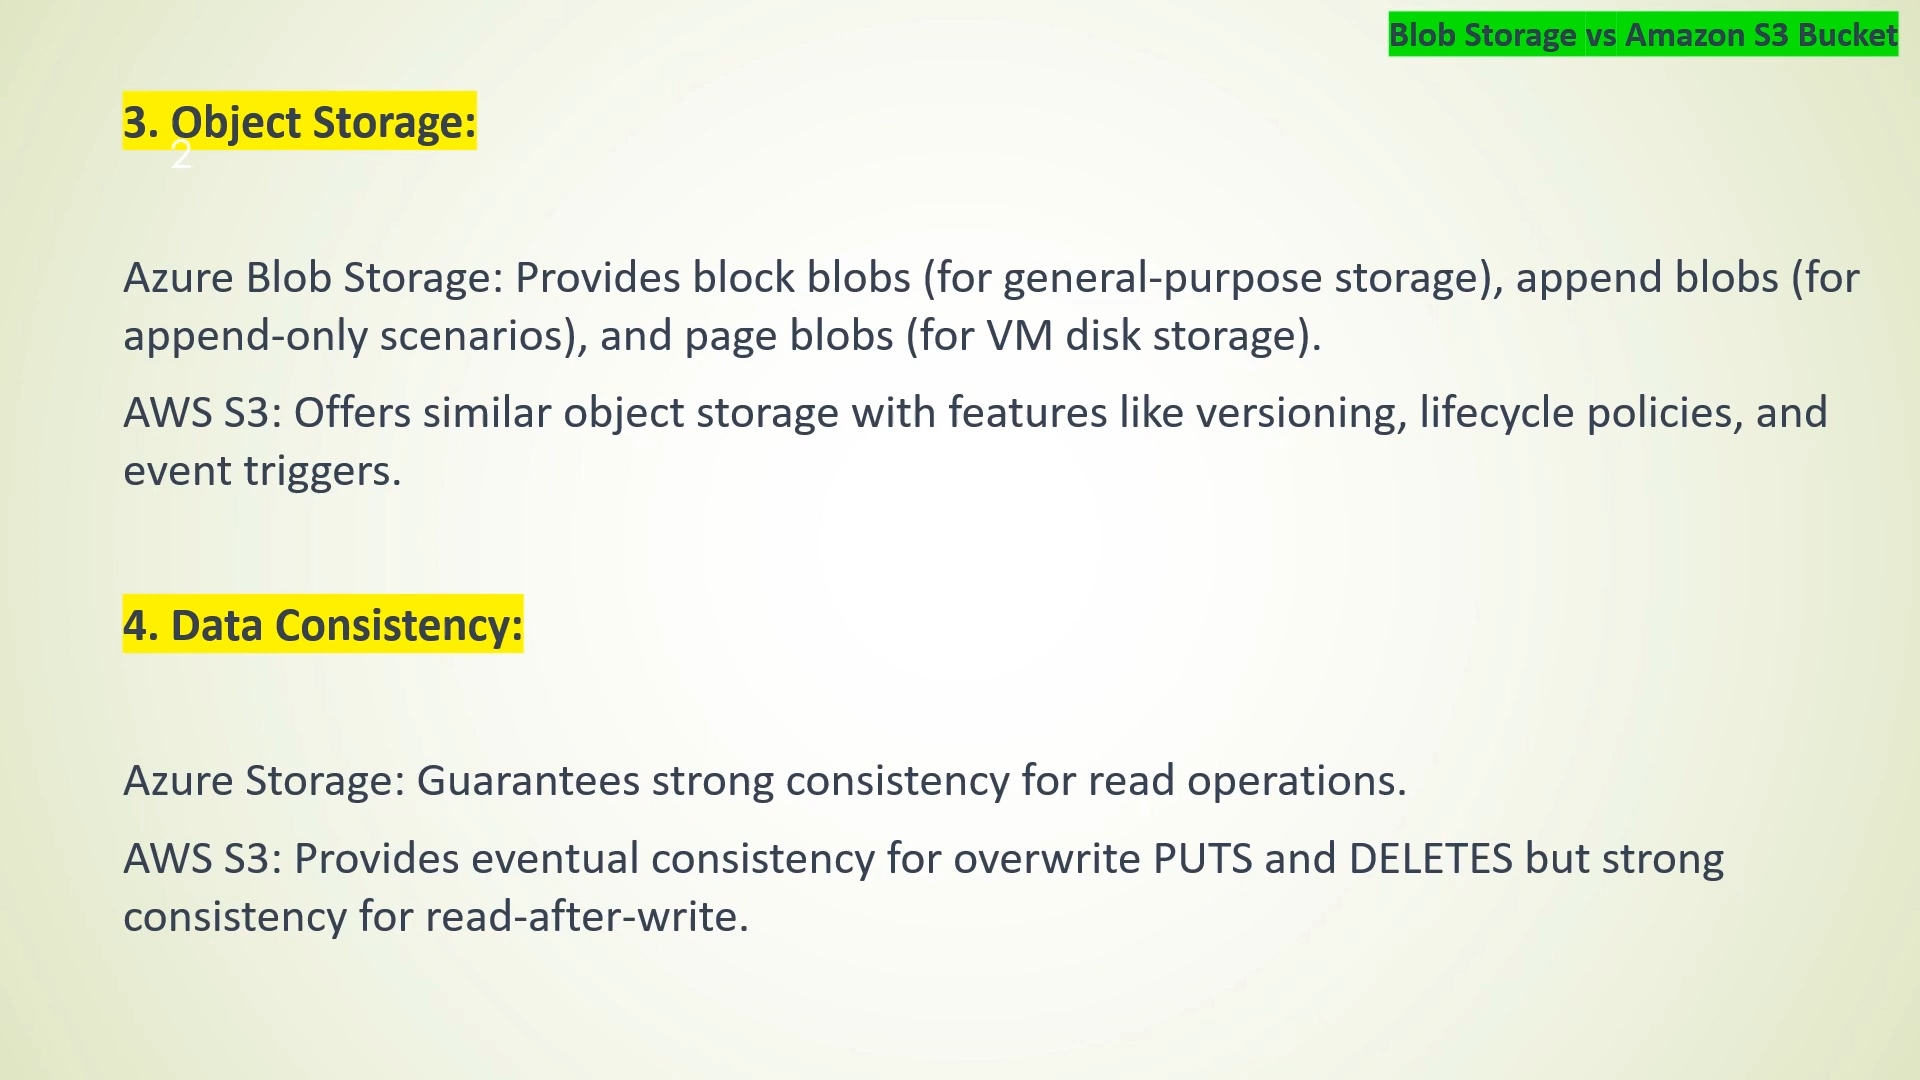 Blob Storage vs Amazon S3 Bucket
3. Object Storage:
2
Azure Blob Storage: Provides block blobs (for general-purpose storage), append blobs (for
append-only scenarios), and page blobs (for VM disk storage).
AWS S3: Offers similar object storage with features like versioning, lifecycle policies, and
event triggers.
4. Data Consistency:
Azure Storage: Guarantees strong consistency for read operations.
AWS S3: Provides eventual consistency for overwrite PUTS and DELETES but strong
consistency for read-after-write.